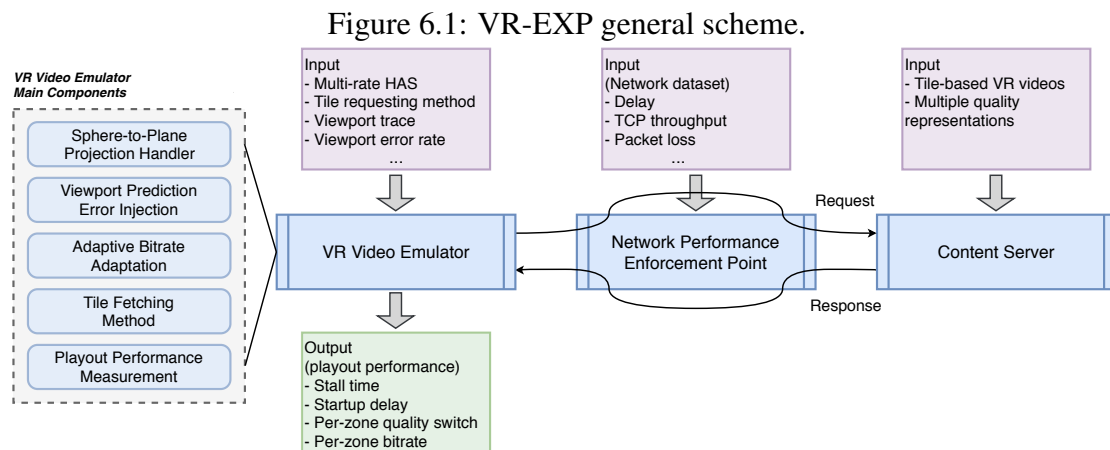 Figure 6.1: VR-EXP general scheme.
VR Video Emulator
Main Components
Sphere-to-Plane
Projection Handler
Viewport Prediction
Error Injection
Adaptive Bitrate
Adaptation
Tile Fetching
Method
Playout Performance
Measurement
Input
- Multi-rate HAS
- Tile requesting method
- Viewport trace
- Viewport error rate
...
Input
(Network dataset)
- Delay
- TCP throughput
- Packet loss
...
Input
- Tile-based VR videos
- Multiple quality
representations
VR Video Emulator
Network Performance
Enforcement Point
Content Server
Request
Response
Output
(playout performance)
- Stall time
- Startup delay
- Per-zone quality switch
- Per-zone bitrate